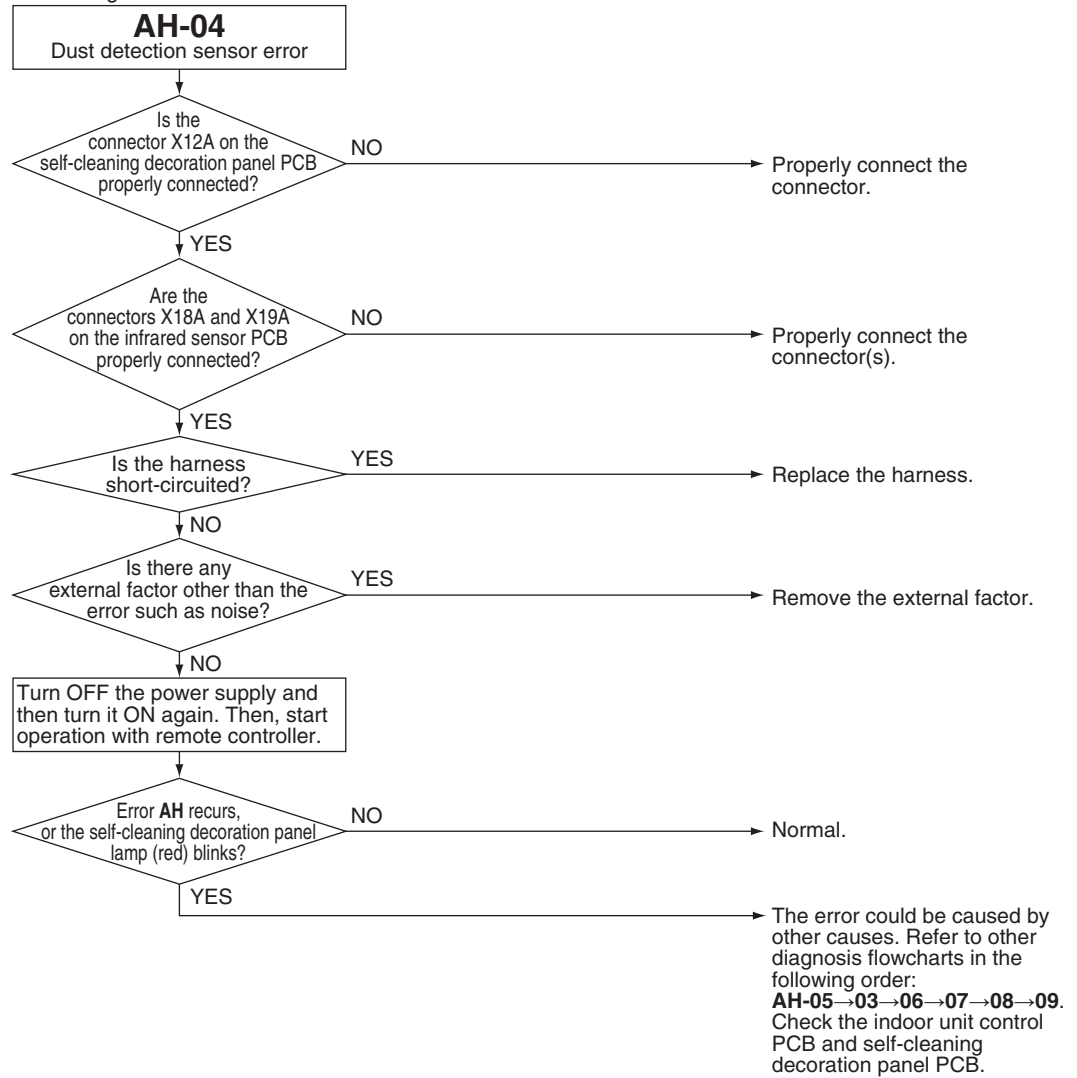 AH-04
Dust detection sensor error
Is the
connector X12A on the
self-cleaning decoration panel PCB
properly connected?
NO
Properly connect the
connector.
YES
Are the
connectors X18A and X19A
on the infrared sensor PCB
properly connected?
NO
Properly connect the
connector(s).
YES
Is the harness
short-circuited?
YES
Replace the harness.
NO
Is there any
external factor other than the
error such as noise?
YES
Remove the external factor.
NO
Turn OFF the power supply and
then turn it ON again. Then, start
operation with remote controller.
Error AH recurs,
or the self-cleaning decoration panel
lamp (red) blinks?
NO
Normal.
YES
The error could be caused by
other causes. Refer to other
diagnosis flowcharts in the
following order:
AH-05→03→06→07→08→09.
Check the indoor unit control
PCB and self-cleaning
decoration panel PCB.